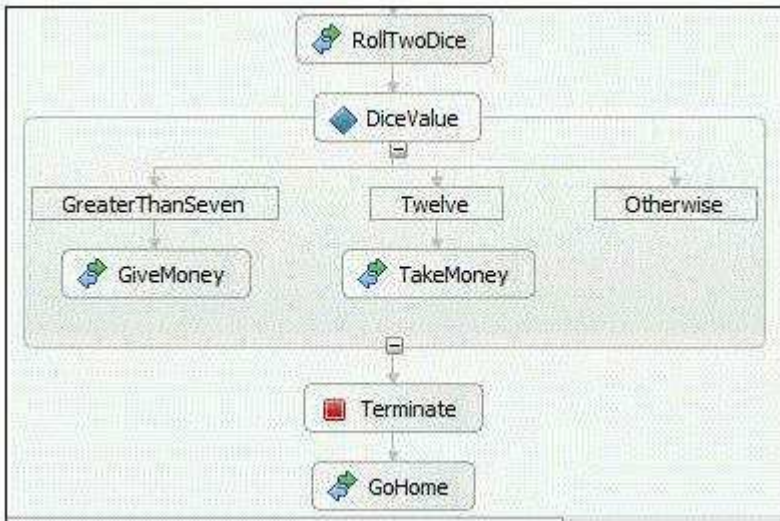 RollTwoDice
DiceValue
GreaterThanSeven Twelve Otherwise
GiveMoney TakeMoney
Terminate
GoHome